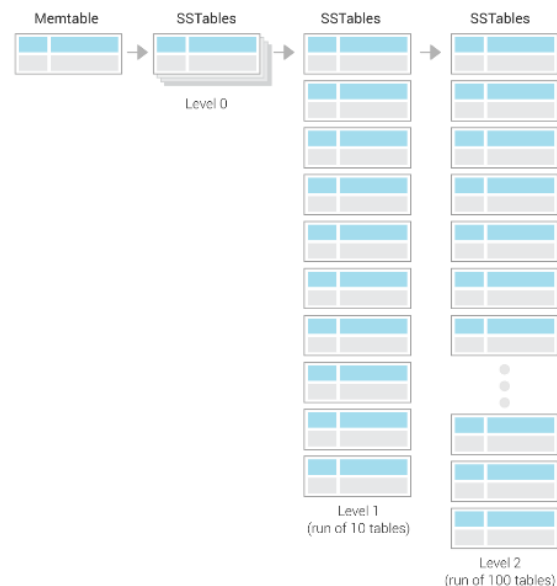 Memtable
SSTables
SSTables
SSTables
Level 0
Level 1
(run of 10 tables)
Level 2
(run of 100 tables)